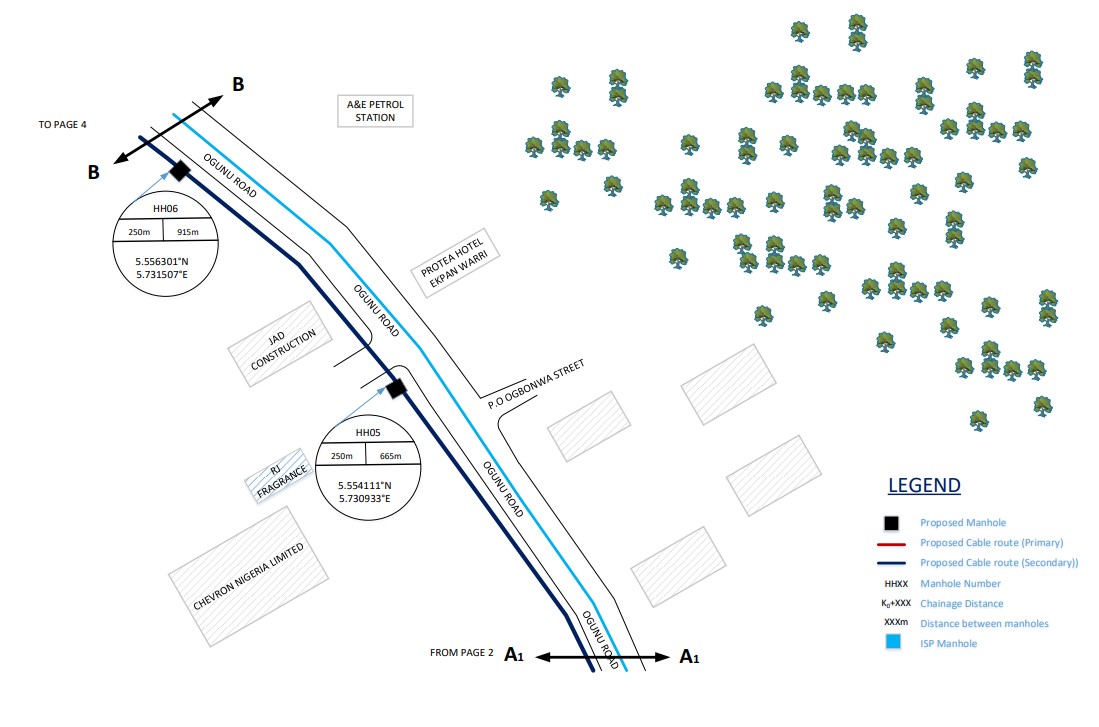 B
TO PAGE 4
A&E PETROL
STATION
B
OGUNU ROAD
HH06
250m
915m
5.556301°N
5.731507°E
PROTEA HOTEL
EKPAN WARRI
OGUNU ROAD
JAD
CONSTRUCTION
P.O OGBONWA STREET
HH05
250m
665m
5.554111°N
5.730933°E
RJ
FRAGRANCE
OGUNU ROAD
CHEVRON NIGERIA LIMITED
OGUNU ROAD
FROM PAGE 2
A1
A1
LEGEND
Proposed Manhole
Proposed Cable route (Primary)
Proposed Cable route (Secondary))
HHXX Manhole Number
K0+XXX Chainage Distance
XXXm Distance between manholes
ISP Manhole